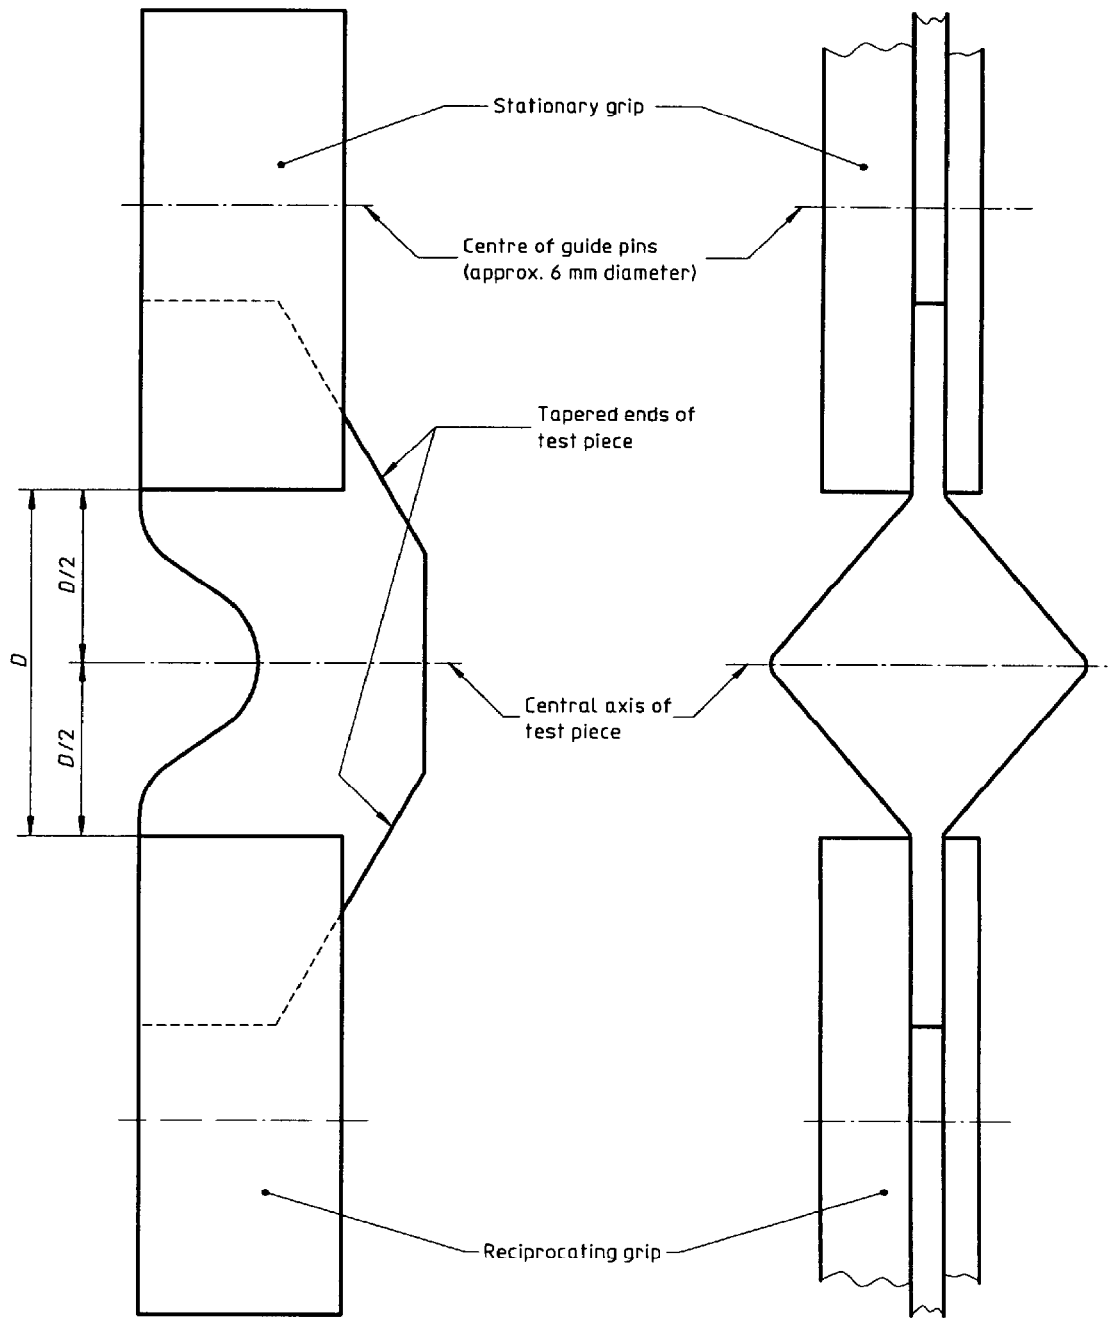 Stationary grip
Centre of guide pins
(approx. 6 mm diameter)
Tapered ends of
test piece
D/2
D
D/2
Central axis of
test piece
Reciprocating grip